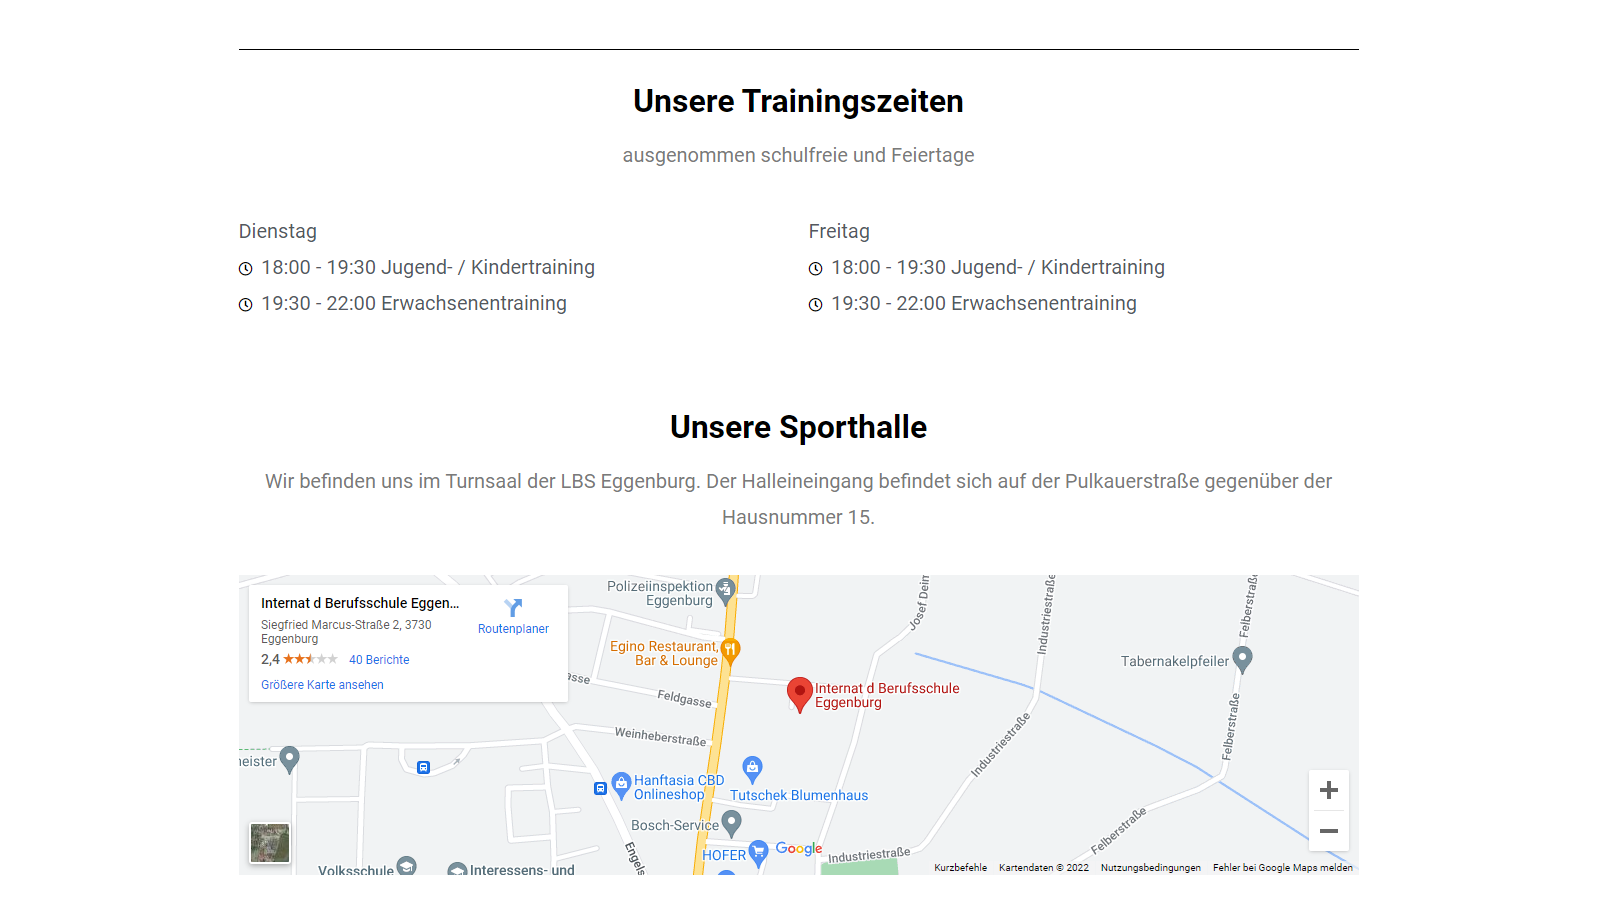 Unsere Trainingszeiten
ausgenommen schulfreie und Feiertage
Dienstag
18:00 - 19:30 Jugend- / Kindertraining
19:30 - 22:00 Erwachsenentraining
Freitag
18:00 - 19:30 Jugend- / Kindertraining
19:30 - 22:00 Erwachsenentraining
Unsere Sporthalle
Wir befinden uns im Turnsaal der LBS Eggenburg. Der Halleineingang befindet sich auf der Pulkauerstraße gegenüber der
Hausnummer 15.
Internat d Berufsschule Eggen...
Siegfried Marcus-Straße 2, 3730
Eggenburg
2,4
40 Berichte
Größere Karte ansehen
Routenplaner
Polizeiinspektion
Eggenburg
Egino Restaurant,
Bar & Lounge
Feldgasse
asse
Weinheberstraße
Internat d Berufsschule
Eggenburg
Josef Deim
Industriestraße
Felberstraße
Tabernakelpfeiler
Felberstraße
Industriestraße
eister
Hanftasia CBD
Onlineshop
Tutschek Blumenhaus
Bosch-Service
HOFER
Google
Industriestraße
Felberstraße
Engels
Volksschule
Interessens- und
Kurzbefehle
Kartendaten © 2022
Nutzungsbedingungen
Fehler bei Google Maps melden